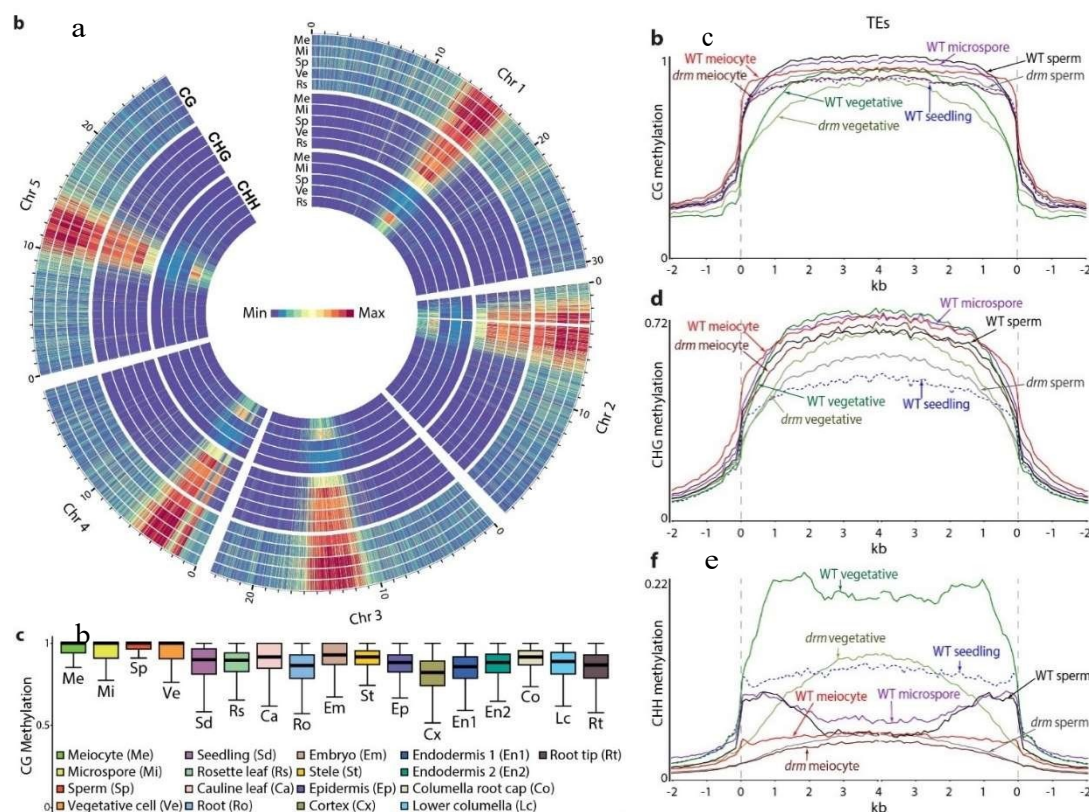 b a
0
Me
Mi
Sp
Ve
Rs
Me
Mi
Sp
Ve
Rs
Me
Mi
Sp
Ve
Rs
10
Chr 1
20
30
0
CG
CHG
CHH
20
Chr 5
10
0
Min Max
10
Chr 2
0
10
Chr 4
0
20
Chr 3
10
c b
CG Methylation
1
0.5
0
Me
Mi
Sp
Ve
Sd
Rs
Ca
Ro
Em
St
Ep
Cx
En1
En2
Co
Lc
Rt
Meiocyte (Me) Seedling (Sd) Embryo (Em) Endodermis 1 (En1) Root tip (Rt)
Microspore (Mi) Rosette leaf (Rs) Stele (St) Endodermis 2 (En2)
Sperm (Sp) Cauline leaf (Ca) Epidermis (Ep) Columella root cap (Co)
Vegetative cell (Ve) Root (Ro) Cortex (Cx) Lower columella (Lc)
TEs
b c
CG methylation
1
0
WT meiocyte
drm meiocyte
WT microspore
WT sperm
drm sperm
WT vegetative
WT seedling
drm vegetative
-2 -1 0 1 2 3 4 3 2 1 0 -1 -2
kb
d
CHG methylation
0.72
0
WT meiocyte
drm meiocyte
WT microspore
WT sperm
drm sperm
WT vegetative
WT seedling
drm vegetative
-2 -1 0 1 2 3 4 3 2 1 0 -1 -2
kb
f e
CHH methylation
0.22
0
WT vegetative
drm vegetative
WT seedling
WT sperm
WT meiocyte
WT microspore
drm sperm
drm meiocyte
-2 -1 0 1 2 3 4 3 2 1 0 -1 -2
kb